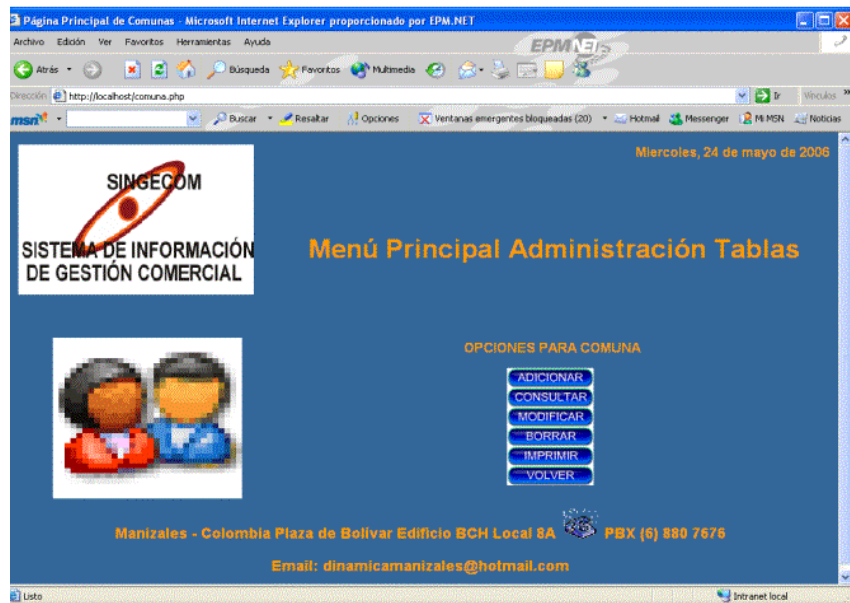 Página Principal de Comunas - Microsoft Internet Explorer proporcionado por EPM.NET
Archivo Edición Ver Favoritos Herramientas Ayuda
EPMNET
Atrás Búsqueda Favoritos Multimedia
Dirección http://localhost/comuna.php Ir Vínculos
msn Buscar Resaltar Opciones Ventanas emergentes bloqueadas (20) Hotmail Messenger Mi MSN Noticias
Miercoles, 24 de mayo de 2006
SINGECOM
SISTEMA DE INFORMACIÓN
DE GESTIÓN COMERCIAL
Menú Principal Administración Tablas
OPCIONES PARA COMUNA
ADICIONAR
CONSULTAR
MODIFICAR
BORRAR
IMPRIMIR
VOLVER
Manizales - Colombia Plaza de Bolívar Edificio BCH Local 8A PBX (6) 880 7676
Email: dinamicamanizales@hotmail.com
Listo Intranet local